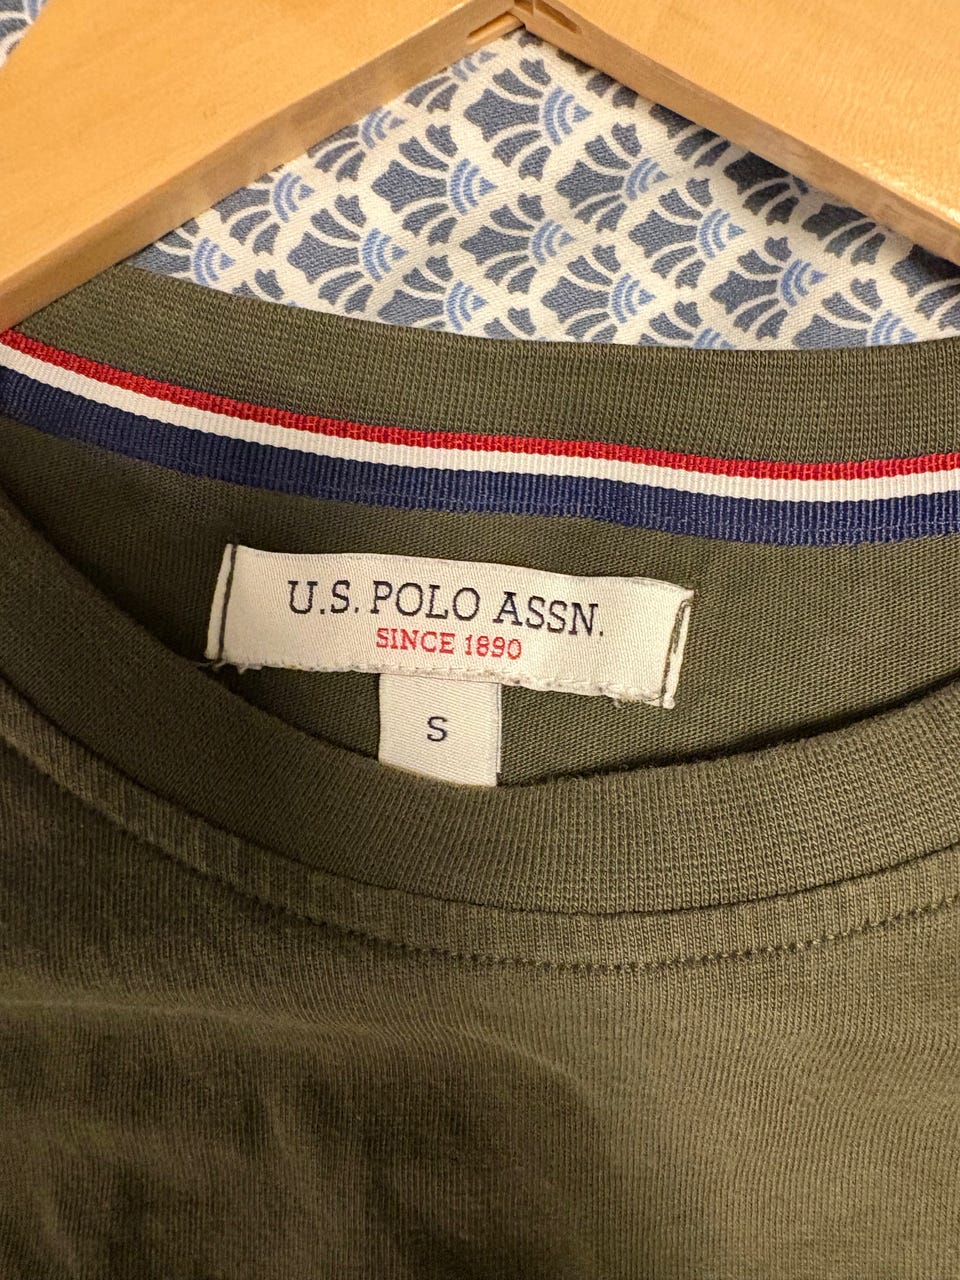 U.S. POLO ASSN.
SINCE 1890
S